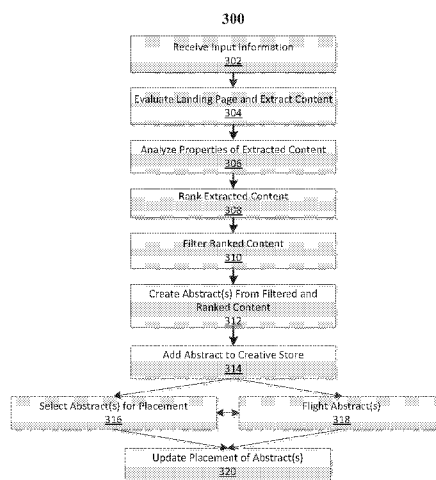 300
Receive Input Information
302
Evaluate Landing Page and Extract Content
304
Analyze Properties of Extracted Content
306
Rank Extracted Content
308
Filter Ranked Content
310
Create Abstract(s) From Filtered and
Ranked Content
312
Add Abstract to Creative Store
314
Select Abstract(s) for Placement
316
Flight Abstract(s)
318
Update Placement of Abstract(s)
320